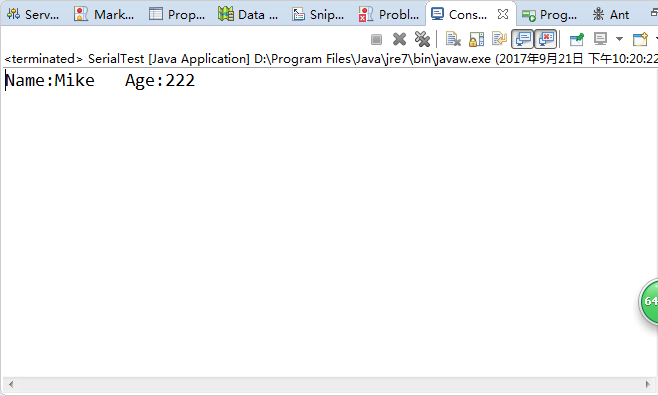 Serv... Mark... Prop... Data ... Snip... Probl... Cons... Prog... Ant
<terminated> SerialTest [Java Application] D:\Program Files\Java\jre7\bin\javaw.exe (2017年9月21日 下午10:20:22
Name:Mike   Age:222
64